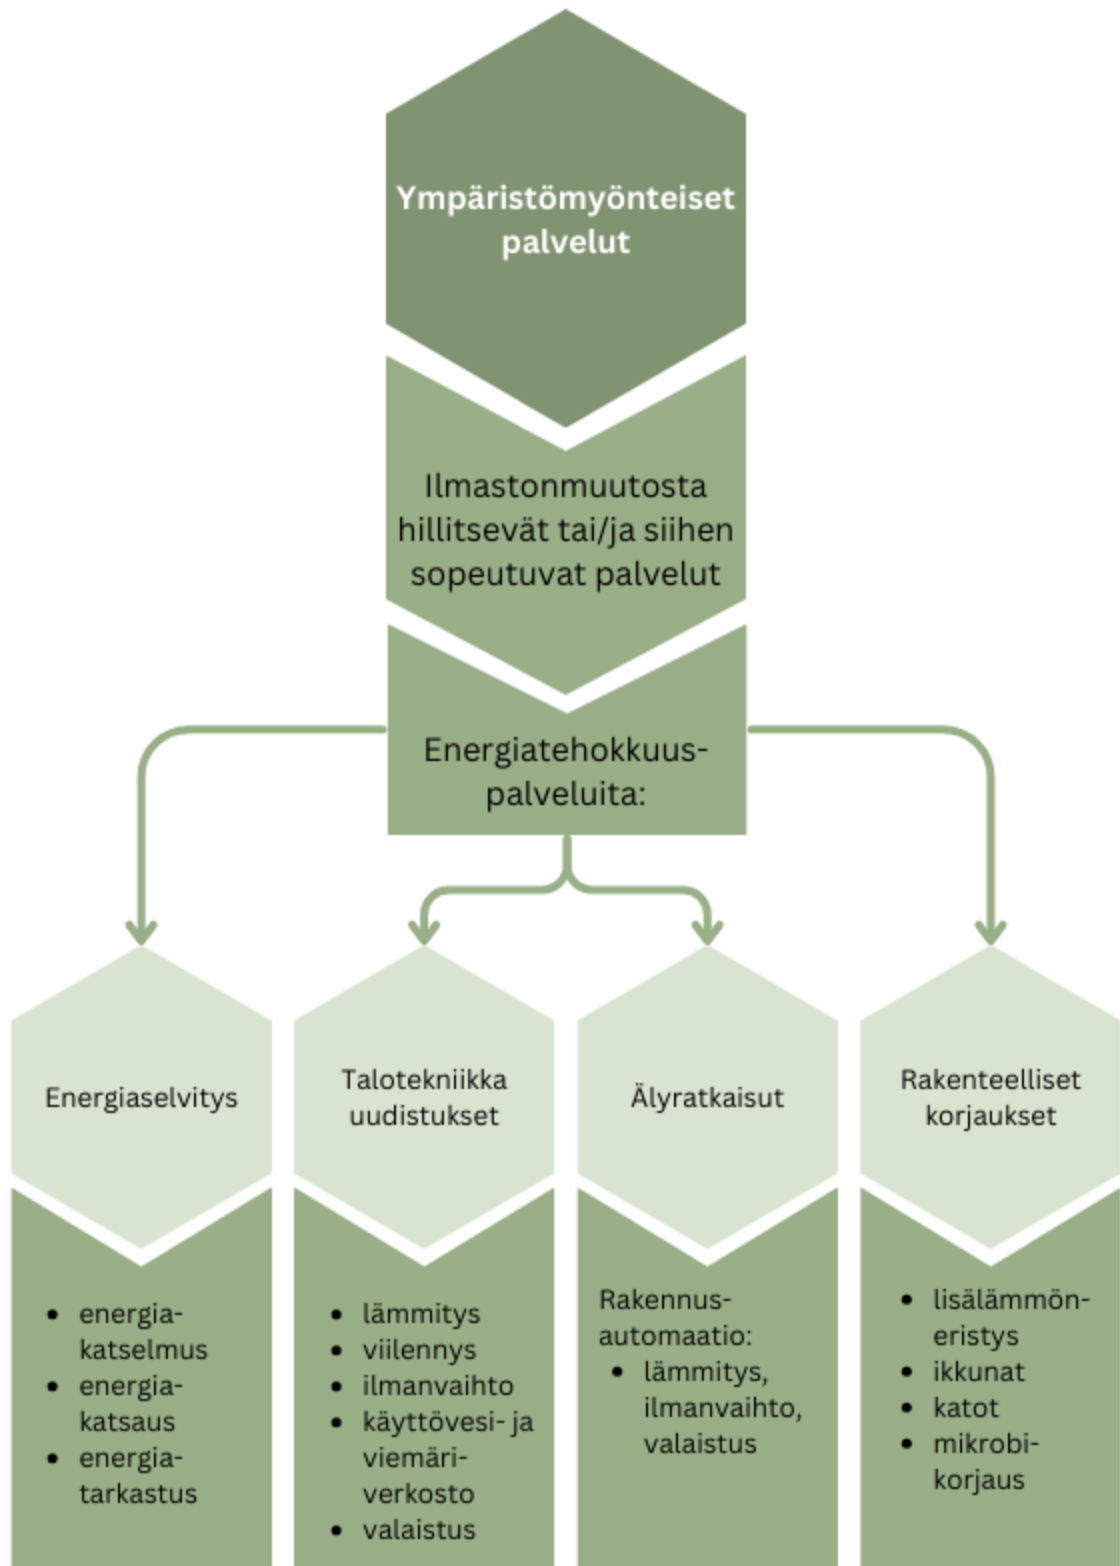 Ympäristömyönteiset
palvelut
Ilmastonmuutosta
hillitsevät tai/ja siihen
sopeutuvat palvelut
Energiatehokkuus-
palveluita:
Energiaselvitys
Talotekniikka
uudistukset
Älyratkaisut
Rakenteelliset
korjaukset
• energia-
katselmus
• energia-
katsaus
• energia-
tarkastus
• lämmitys
• viilennys
• ilmanvaihto
• käyttövesi- ja
viemäri-
verkosto
• valaistus
Rakennus-
automaatio:
• lämmitys,
ilmanvaihto,
valaistus
• lisälämmön-
eristys
• ikkunat
• katot
• mikrobi-
korjaus